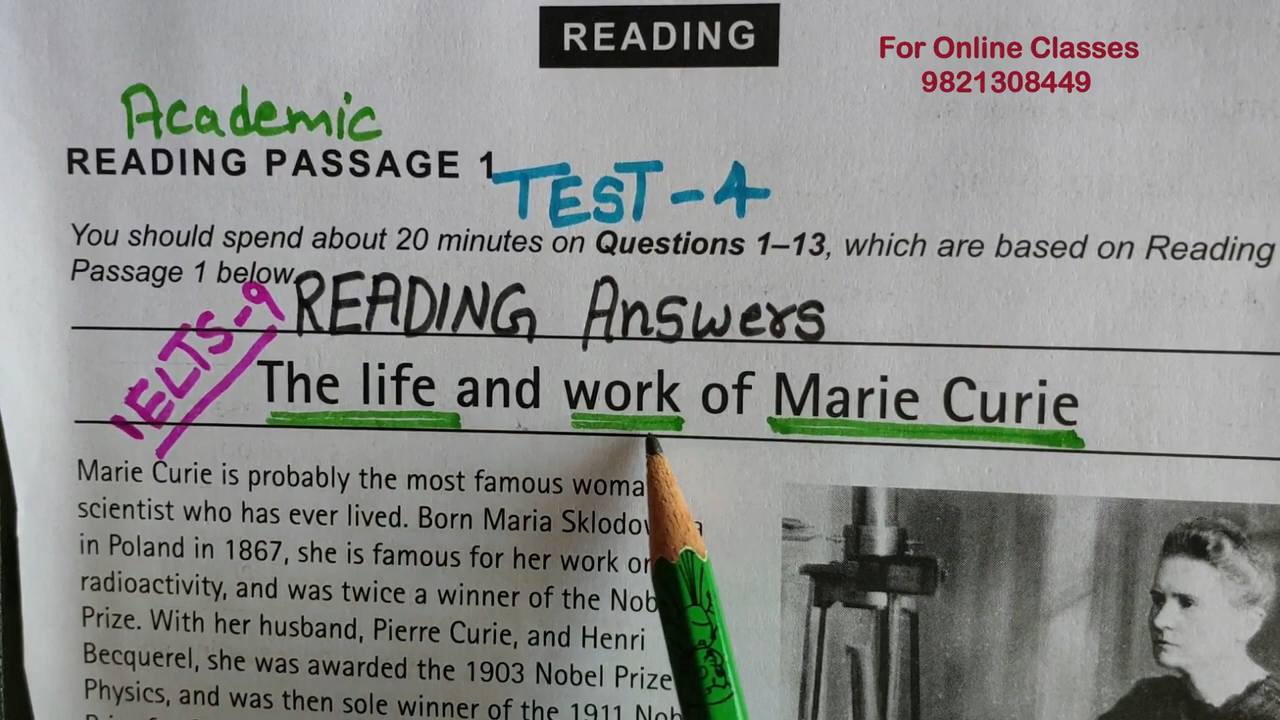 READING
For Online Classes
9821308449
Academic
READING PASSAGE 1
TEST-4
You should spend about 20 minutes on Questions 1–13, which are based on Reading
Passage 1 below.
READING Answers
IELTS-9
The life and work of Marie Curie
Marie Curie is probably the most famous woma
scientist who has ever lived. Born Maria Sklodow
in Poland in 1867, she is famous for her work on
radioactivity, and was twice a winner of the Nob
Prize. With her husband, Pierre Curie, and Henri
Becquerel, she was awarded the 1903 Nobel Prize
Physics, and was then sole winner of the 1911 Nob